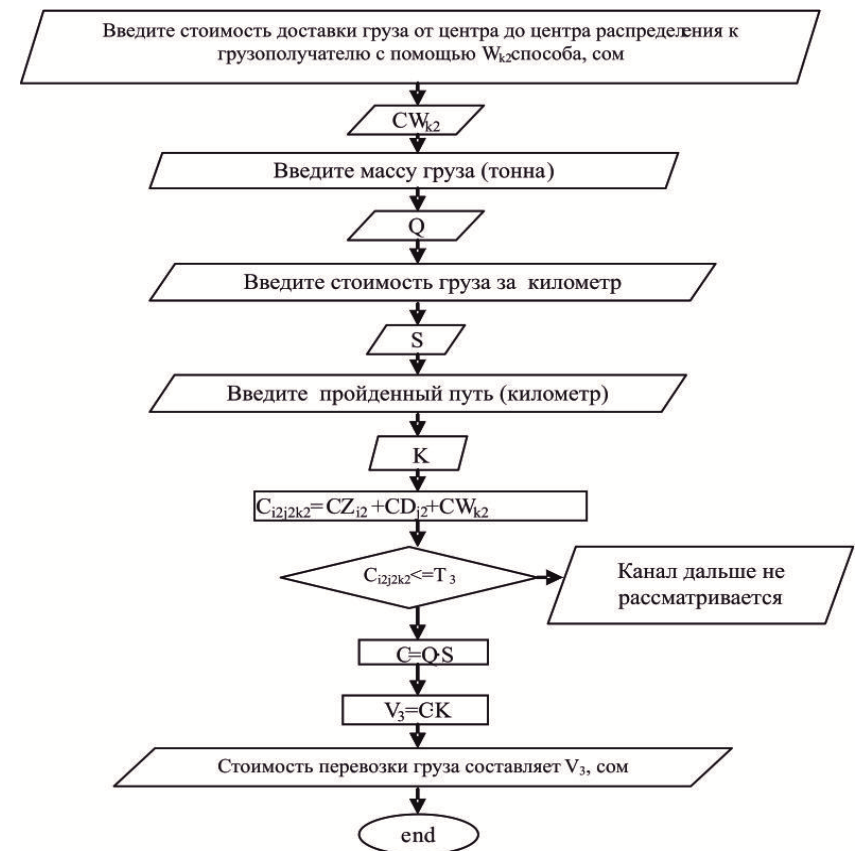 Введите стоимость доставки груза от центра до центра распределения к
грузополучателю с помощью Wk2способа, сом
CWk2
Введите массу груза (тонна)
Q
Введите стоимость груза за километр
S
Введите пройденный путь (километр)
K
Ci2j2k2=CZi2+CDj2+CWk2
Ci2j2k2<=T3
Канал дальше не
рассматривается
C=Q·S
V3=C·K
Стоимость перевозки груза составляет V3, сом
end